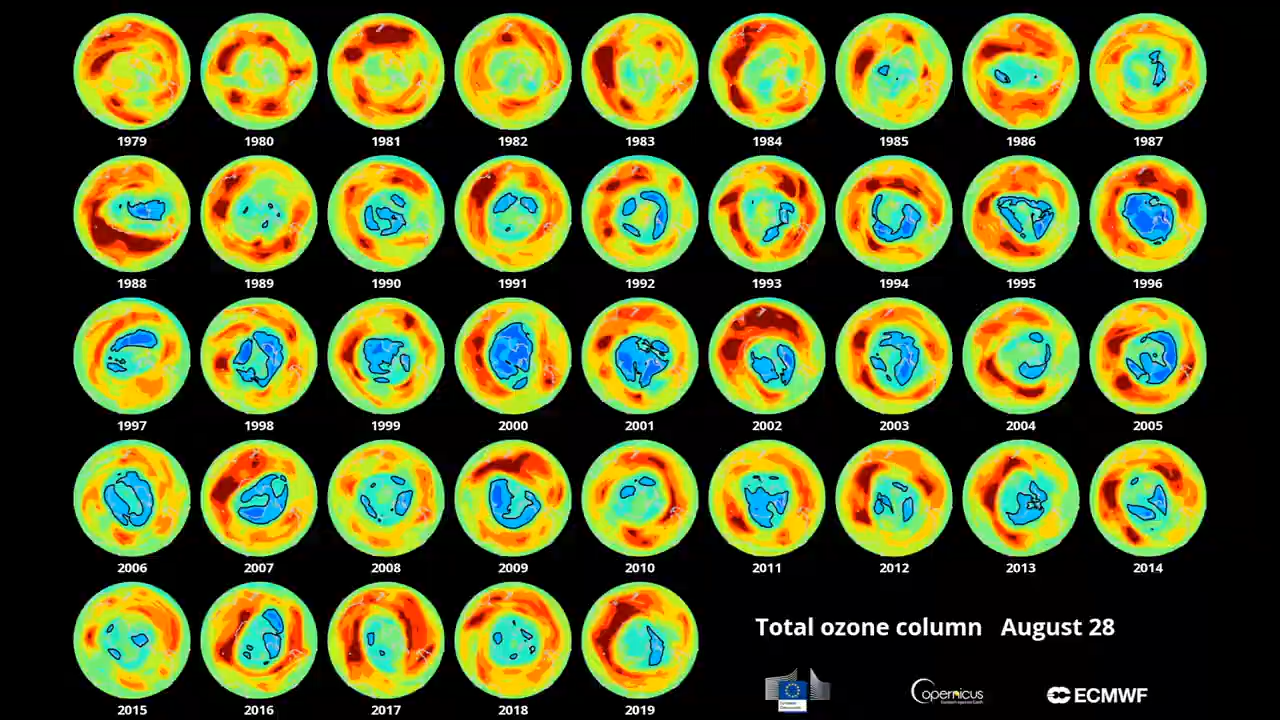 1979 1980 1981 1982 1983 1984 1985 1986 1987
1988 1989 1990 1991 1992 1993 1994 1995 1996
1997 1998 1999 2000 2001 2002 2003 2004 2005
2006 2007 2008 2009 2010 2011 2012 2013 2014
Total ozone column August 28
2015 2016 2017 2018 2019
Copernicus
ECMWF